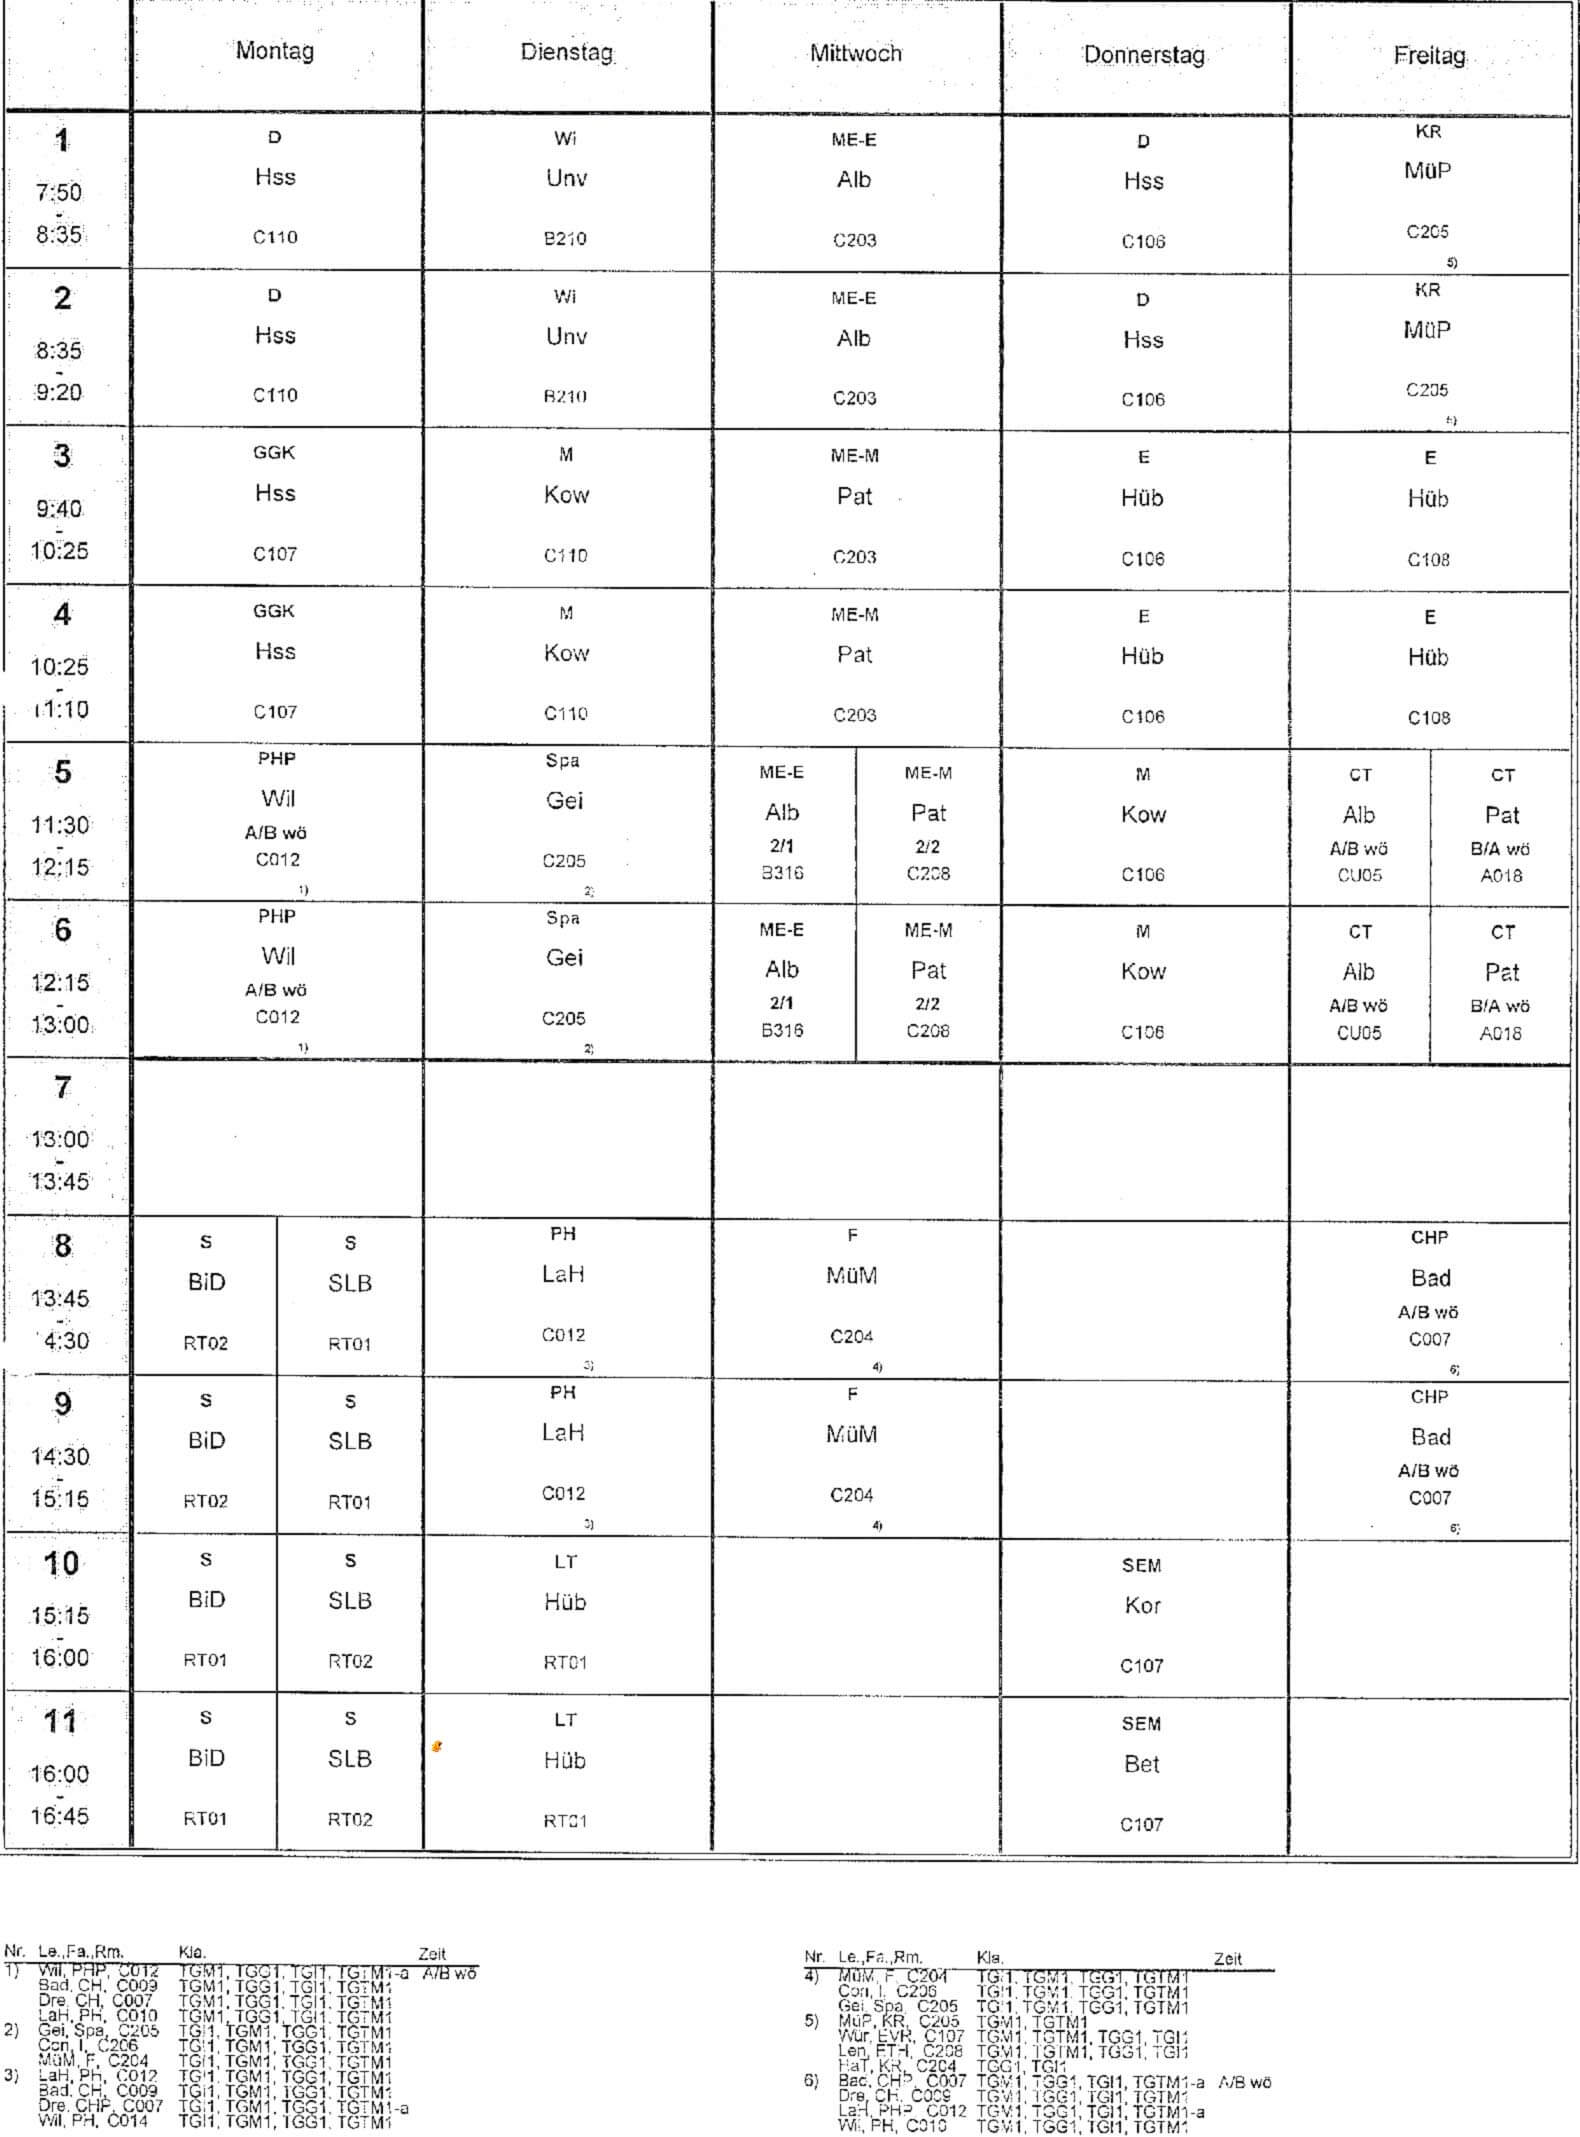 Montag Dienstag Mittwoch Donnerstag Freitag
1 D Wi ME-E D KR
Hss Unv Alb Hss MüP
7:50
-
8:35 C110 B210 C203 C106 C205
5)
2 D Wi ME-E D KR
Hss Unv Alb Hss MüP
8:35
-
9:20 C110 B210 C203 C106 C205
5)
3 GGK M ME-M E E
Hss Kow Pat Hüb Hüb
9:40
-
10:25 C107 C110 C203 C106 C108
4 GGK M ME-M E E
Hss Kow Pat Hüb Hüb
10:25
-
11:10 C107 C110 C203 C106 C108
5 PHP Spa ME-E ME-M M CT CT
Wil Gei Alb Pat Kow Alb Pat
11:30 A/B wö 2/1 2/2 A/B wö B/A wö
-
12:15 C012 C205 B316 C208 C106 CU05 A018
1) 2)
6 PHP Spa ME-E ME-M M CT CT
Wil Gei Alb Pat Kow Alb Pat
12:15 A/B wö 2/1 2/2 A/B wö B/A wö
-
13:00 C012 C205 B316 C208 C106 CU05 A018
1) 2)
7
13:00
-
13:45
8 S S PH F CHP
BiD SLB LaH MüM Bad
13:45 A/B wö
-
4:30 RT02 RT01 C012 C204 C007
3) 4) 6)
9 S S PH F CHP
BiD SLB LaH MüM Bad
14:30 A/B wö
-
15:15 RT02 RT01 C012 C204 C007
3) 4) 6)
10 S S LT SEM
BiD SLB Hüb Kor
15:15
-
16:00 RT01 RT02 RT01 C107
11 S S LT SEM
BiD SLB Hüb Bet
16:00
-
16:45 RT01 RT02 RT01 C107
Nr. Le.,Fa.,Rm. Kla. Zeit
1) Wil, PHP, C012 TGM1, TGG1, TGI1, TGTM1-a A/B wö
Bad, CH, C009 TGM1, TGG1, TGI1, TGTM1
Dre, CH, C007 TGM1, TGG1, TGI1, TGTM1
LaH, PH, C010 TGM1, TGG1, TGI1, TGTM1
2) Gei, Spa, C205 TGI1, TGM1, TGG1, TGTM1
Con, I, C206 TGI1, TGM1, TGG1, TGTM1
MüM, F, C204 TGI1, TGM1, TGG1, TGTM1
3) LaH, PH, C012 TGI1, TGM1, TGG1, TGTM1
Bad, CH, C009 TGI1, TGM1, TGG1, TGTM1
Dre, CHP, C007 TGI1, TGM1, TGG1, TGTM1-a
Wil, PH, C014 TGI1, TGM1, TGG1, TGTM1
Nr. Le.,Fa.,Rm. Kla. Zeit
4) MüM, F, C204 TGI1, TGM1, TGG1, TGTM1
Con, I, C206 TGI1, TGM1, TGG1, TGTM1
Gei, Spa, C205 TGI1, TGM1, TGG1, TGTM1
5) MüP, KR, C205 TGM1, TGTM1
Wür, EVR, C107 TGM1, TGTM1, TGG1, TGI1
Len, ETH, C208 TGM1, TGTM1, TGG1, TGI1
HaT, KR, C204 TGG1, TGI1
6) Bad, CHP, C007 TGM1, TGG1, TGI1, TGTM1-a A/B wö
Dre, CH, C009 TGM1, TGG1, TGI1, TGTM1
LaH, PHP, C012 TGM1, TGG1, TGI1, TGTM1-a
Wil, PH, C010 TGM1, TGG1, TGI1, TGTM1